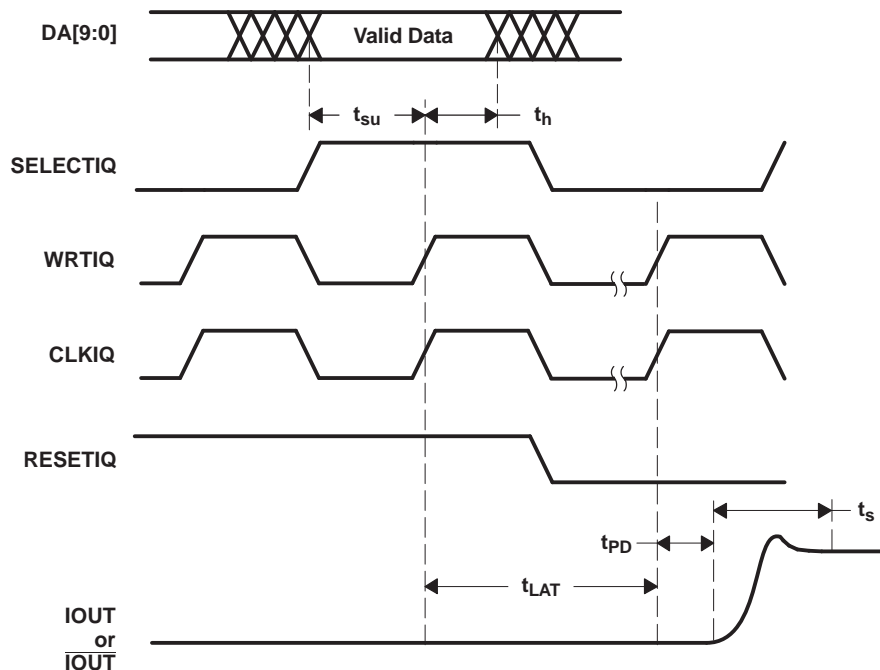 DA[9:0]
Valid Data
tsu
th
SELECTIQ
WRTIQ
CLKIQ
RESETIQ
ts
tPD
tLAT
IOUT
or
IOUT